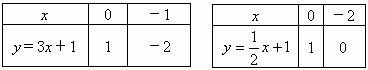 x 0 −1
y = 3x + 1 1 −2
x 0 −2
y = 1/2 x + 1 1 0